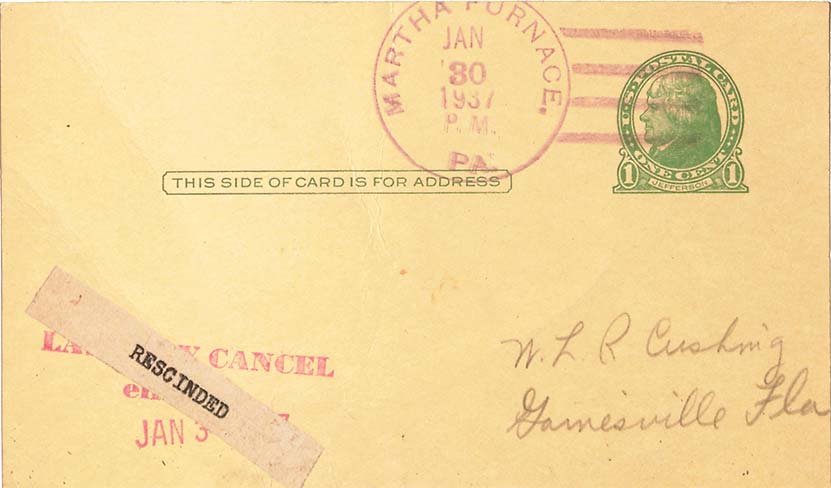 MARTHA FURNACE.
JAN
30
1937
P. M.
PA.
U·S·POSTAL CARD
ONE CENT
1 JEFFERSON 1
THIS SIDE OF CARD IS FOR ADDRESS
CANCEL
RESCINDED
JAN 3
W. L R Cushing
Gainesville Fla